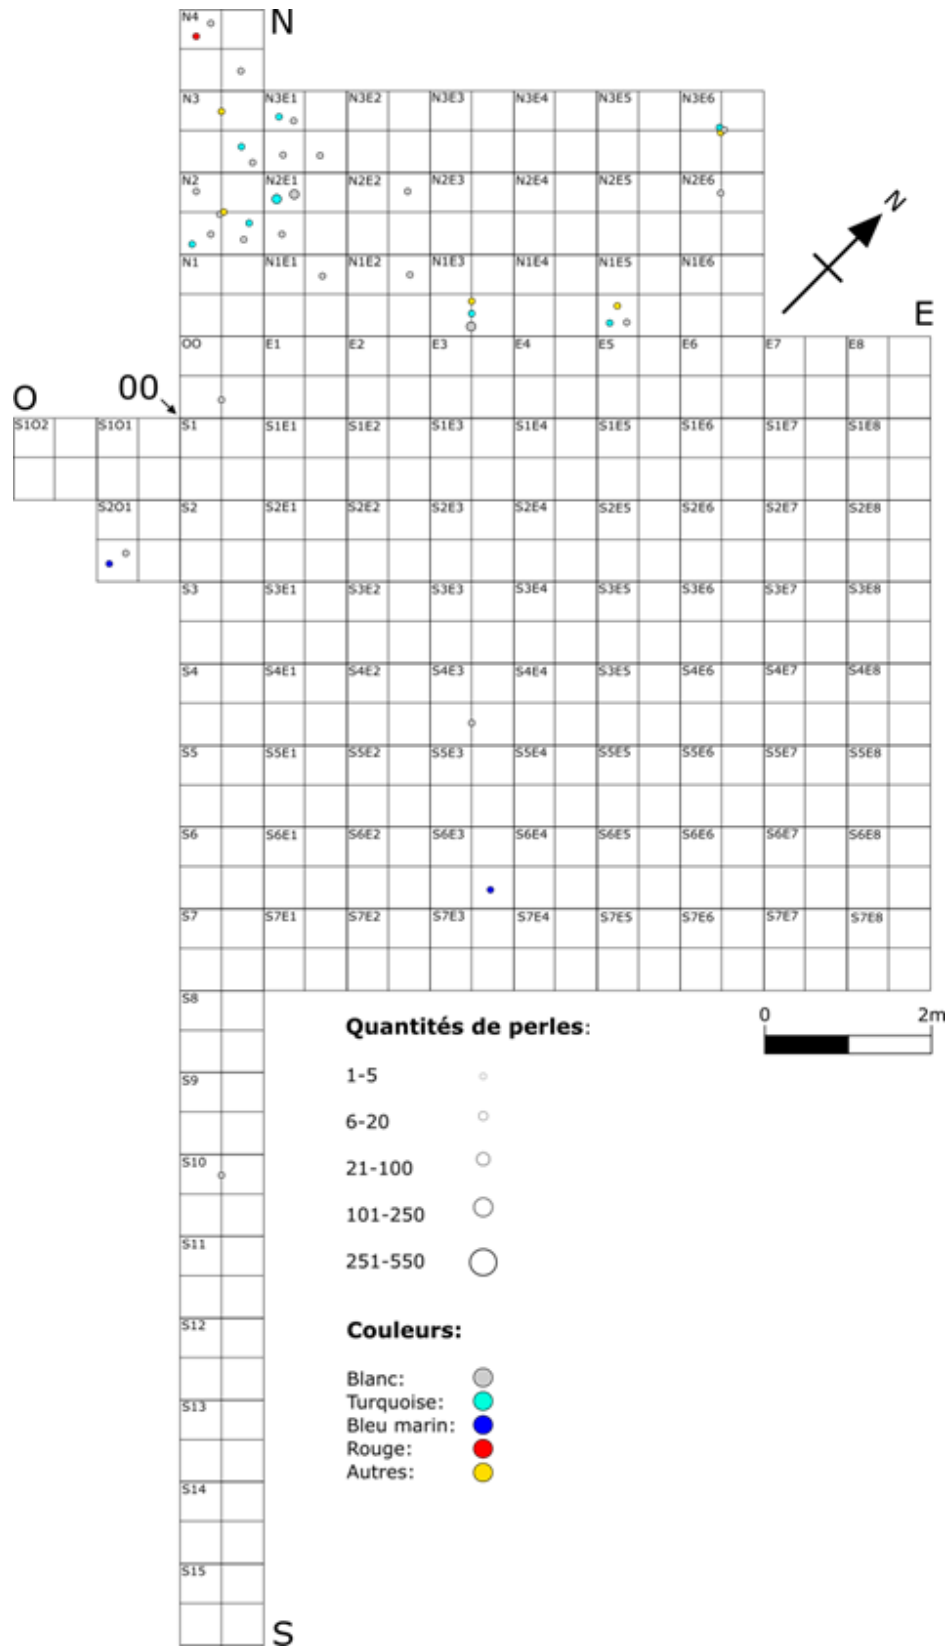 N4 N
N3 N3E1 N3E2 N3E3 N3E4 N3E5 N3E6
N2 N2E1 N2E2 N2E3 N2E4 N2E5 N2E6
N
N1 N1E1 N1E2 N1E3 N1E4 N1E5 N1E6
E
OO E1 E2 E3 E4 E5 E6 E7 E8
O 00
S1O2 S1O1 S1 S1E1 S1E2 S1E3 S1E4 S1E5 S1E6 S1E7 S1E8
S2O1 S2 S2E1 S2E2 S2E3 S2E4 S2E5 S2E6 S2E7 S2E8
S3 S3E1 S3E2 S3E3 S3E4 S3E5 S3E6 S3E7 S3E8
S4 S4E1 S4E2 S4E3 S4E4 S3E5 S4E6 S4E7 S4E8
S5 S5E1 S5E2 S5E3 S5E4 S5E5 S5E6 S5E7 S5E8
S6 S6E1 S6E2 S6E3 S6E4 S6E5 S6E6 S6E7 S6E8
S7 S7E1 S7E2 S7E3 S7E4 S7E5 S7E6 S7E7 S7E8
S8
0 2m
S9
S10
S11
S12
S13
S14
S15
S
Quantités de perles:
1-5
6-20
21-100
101-250
251-550
Couleurs:
Blanc:
Turquoise:
Bleu marin:
Rouge:
Autres: